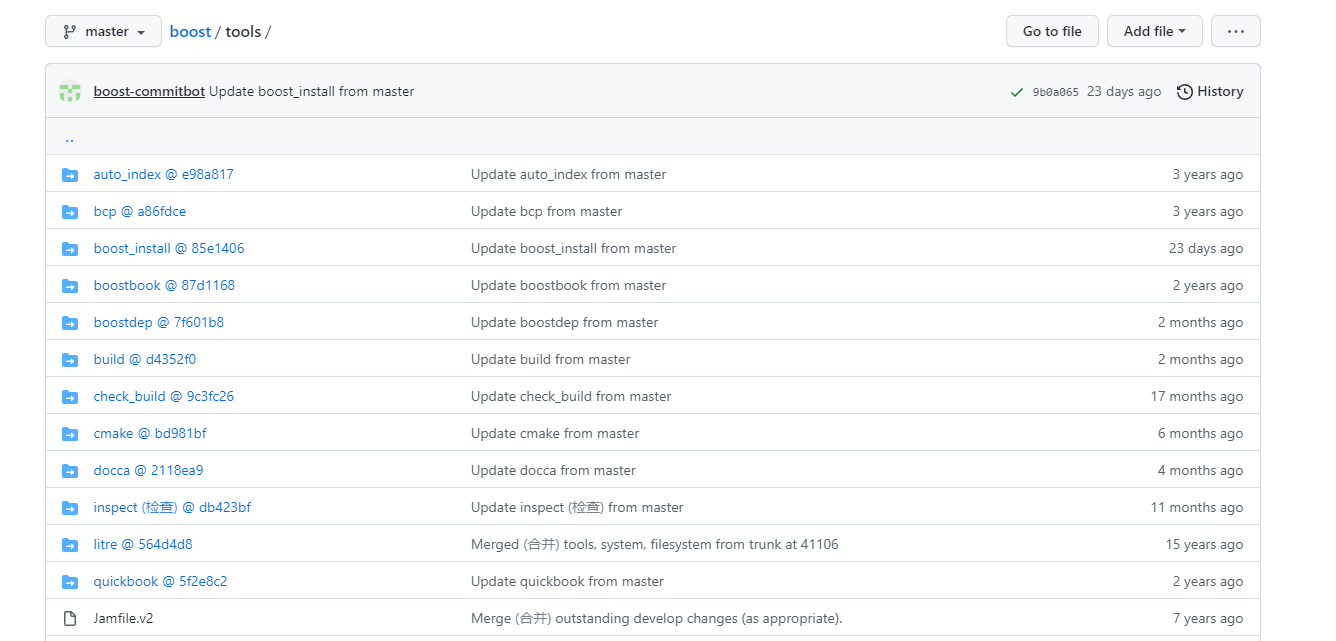 master boost / tools / Go to file Add file ...
boost-commitbot Update boost_install from master 9b0a065 23 days ago History
..
auto_index @ e98a817 Update auto_index from master 3 years ago
bcp @ a86fdce Update bcp from master 3 years ago
boost_install @ 85e1406 Update boost_install from master 23 days ago
boostbook @ 87d1168 Update boostbook from master 2 years ago
boostdep @ 7f601b8 Update boostdep from master 2 months ago
build @ d4352f0 Update build from master 2 months ago
check_build @ 9c3fc26 Update check_build from master 17 months ago
cmake @ bd981bf Update cmake from master 6 months ago
docca @ 2118ea9 Update docca from master 4 months ago
inspect (检查) @ db423bf Update inspect (检查) from master 11 months ago
litre @ 564d4d8 Merged (合并) tools, system, filesystem from trunk at 41106 15 years ago
quickbook @ 5f2e8c2 Update quickbook from master 2 years ago
Jamfile.v2 Merge (合并) outstanding develop changes (as appropriate). 7 years ago